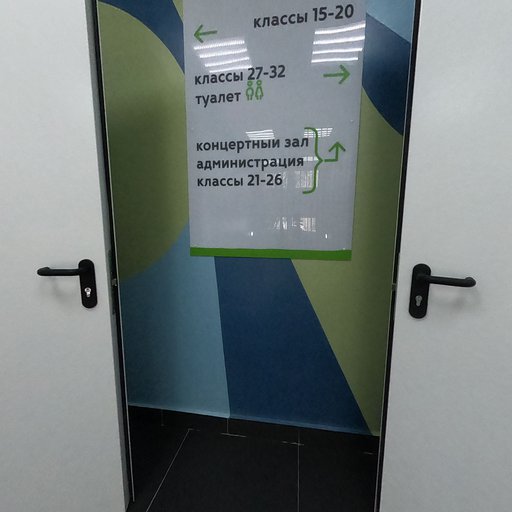 классы 15-20
классы 27-32
туалет
концертный зал
администрация
классы 21-26